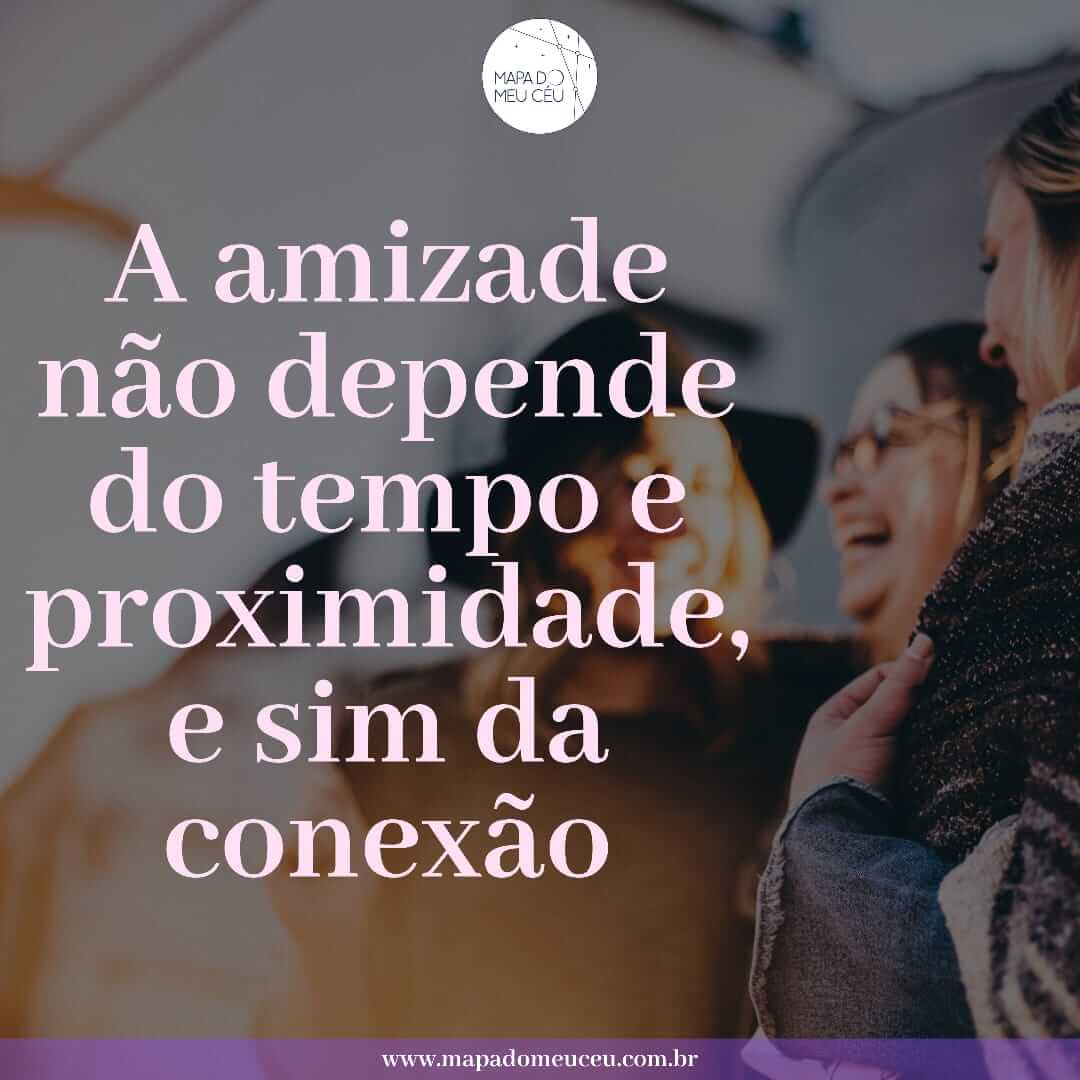 MAPA DO
MEU CÉU
A amizade
não depende
do tempo e
proximidade,
e sim da
conexão
www.mapadomeuceu.com.br